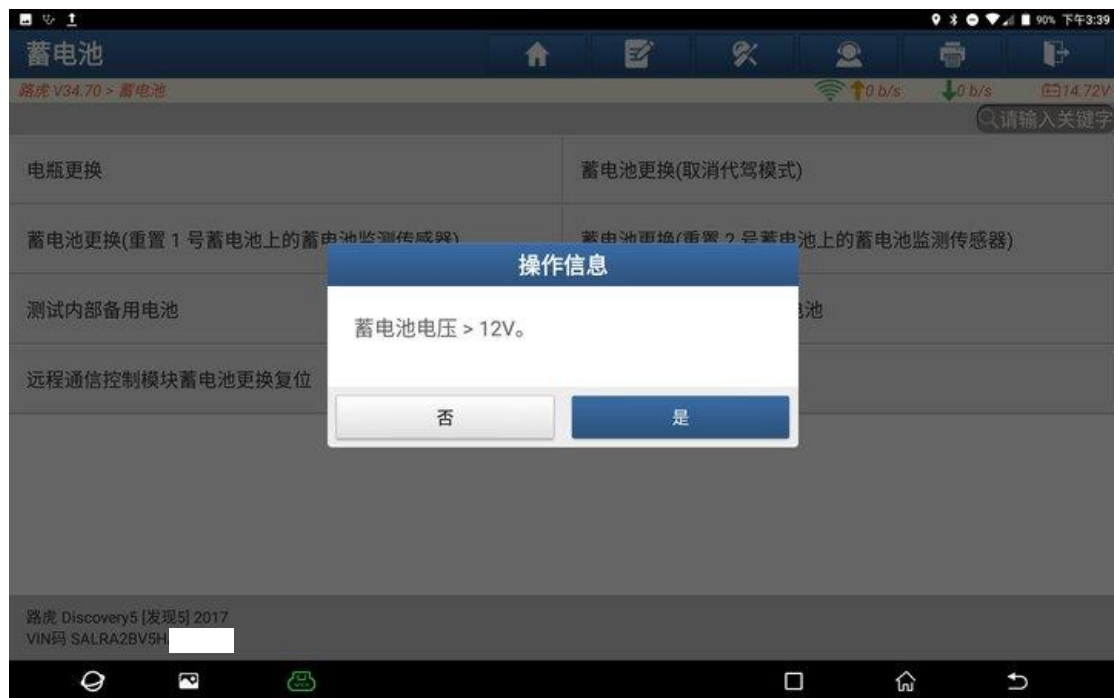 90% 下午3:39
蓄电池
路虎 V34.70 > 蓄电池
0 b/s
0 b/s
14.72V
请输入关键字
电瓶更换
蓄电池更换(取消代驾模式)
蓄电池更换(重置 1 号蓄电池上的蓄电池监测传感器)
蓄电池更换(重置 2 号蓄电池上的蓄电池监测传感器)
操作信息
测试内部备用电池
池
蓄电池电压 > 12V。
远程通信控制模块蓄电池更换复位
否
是
路虎 Discovery5 [发现5] 2017
VIN码 SALRA2BV5H